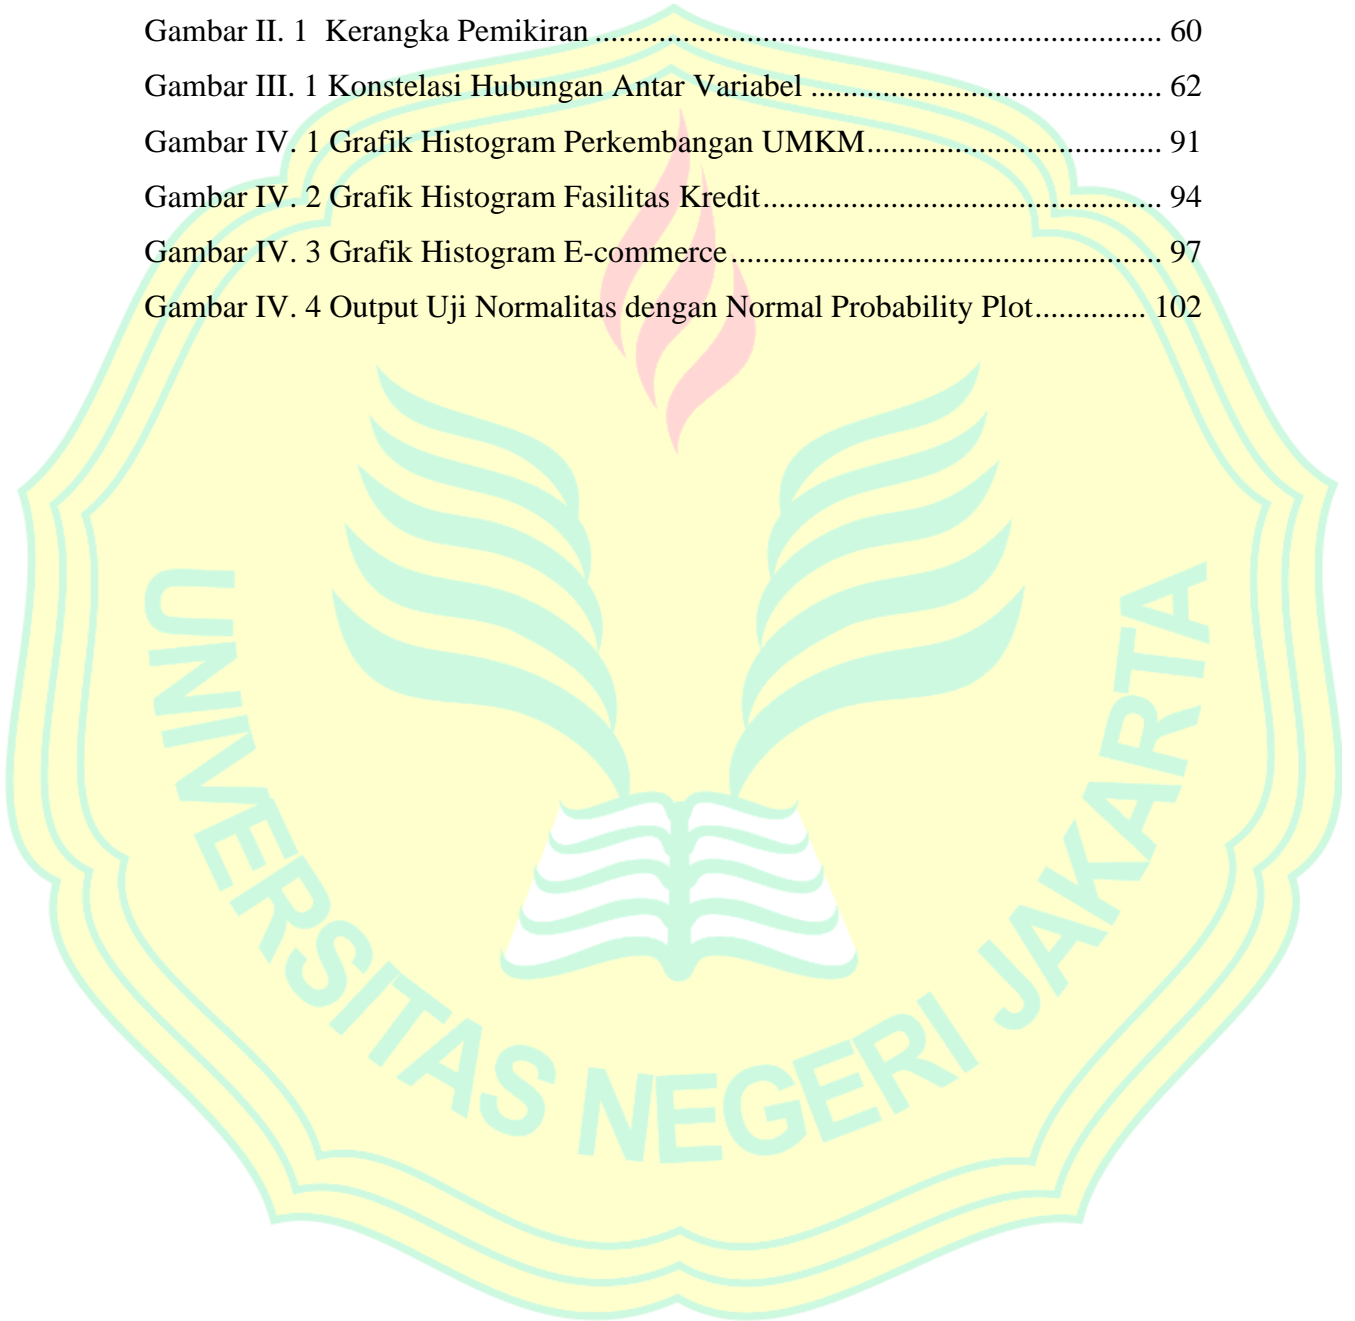 Gambar II. 1  Kerangka Pemikiran ........................................................................ 60
Gambar III. 1 Konstelasi Hubungan Antar Variabel ............................................ 62
Gambar IV. 1 Grafik Histogram Perkembangan UMKM..................................... 91
Gambar IV. 2 Grafik Histogram Fasilitas Kredit.................................................. 94
Gambar IV. 3 Grafik Histogram E-commerce...................................................... 97
Gambar IV. 4 Output Uji Normalitas dengan Normal Probability Plot.............. 102
UNIVERSITAS NEGERI JAKARTA